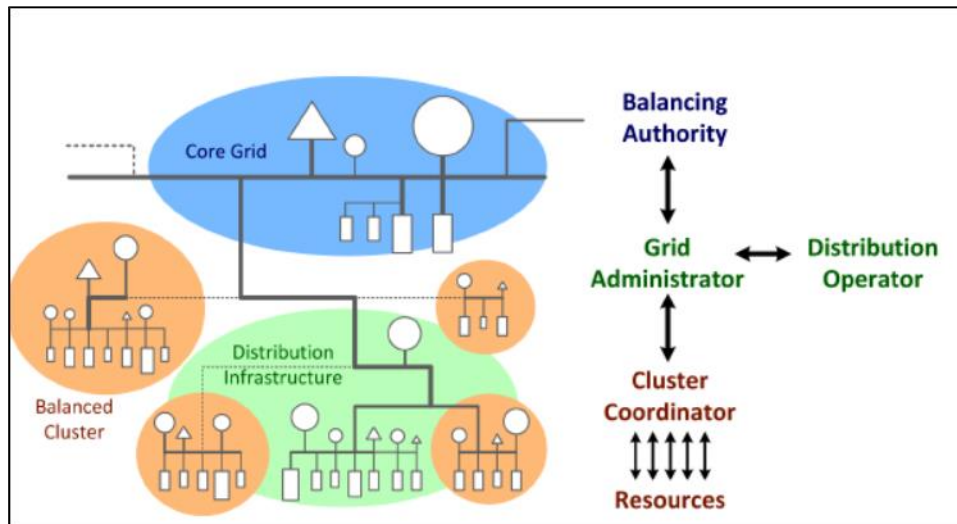 Core Grid
Balancing
Authority
Grid
Administrator
Distribution
Operator
Distribution
Infrastructure
Balanced
Cluster
Cluster
Coordinator
Resources